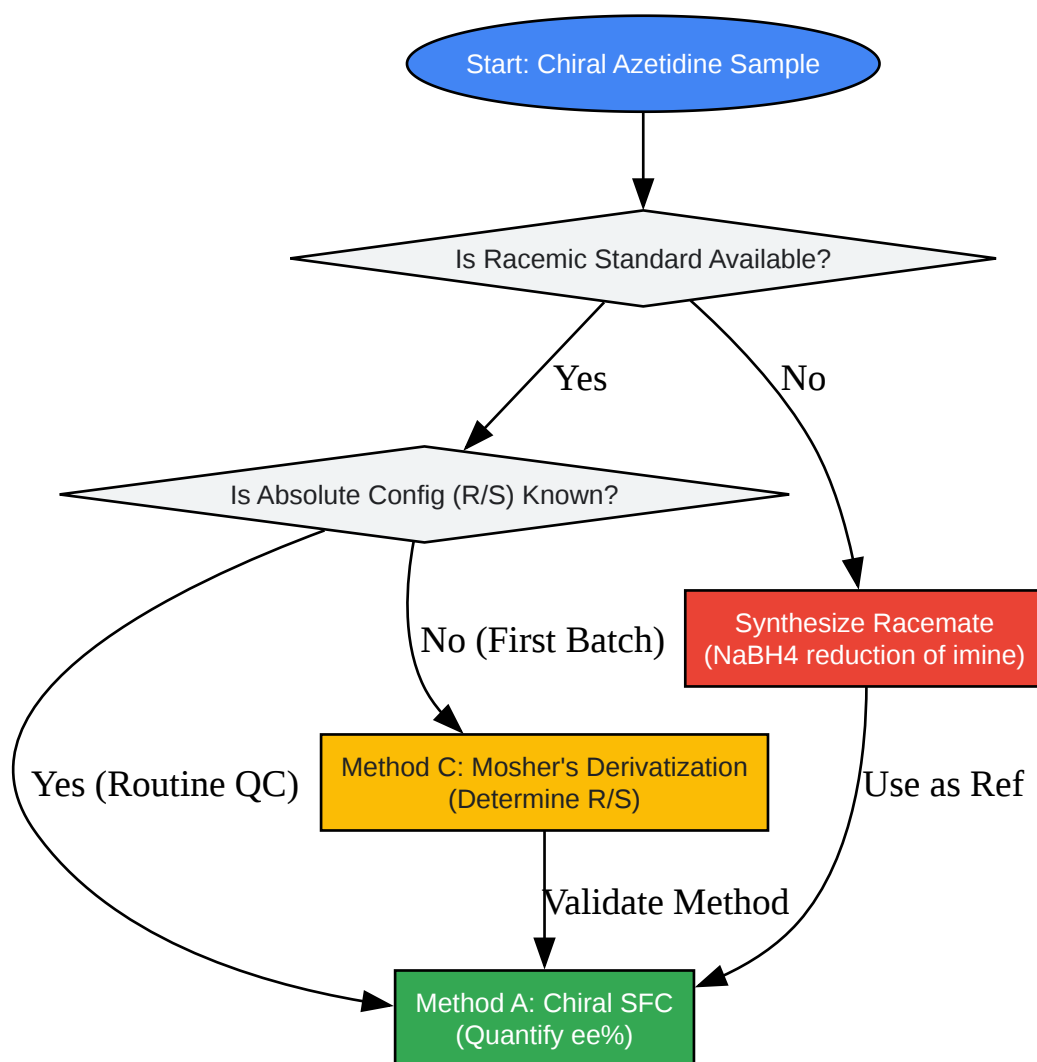 Start: Chiral Azetidine Sample
Is Racemic Standard Available?
Yes
No
Is Absolute Config (R/S) Known?
No (First Batch)
Synthesize Racemate
(NaBH4 reduction of imine)
Yes (Routine QC)
Method C: Mosher's Derivatization
(Determine R/S)
Use as Ref
Validate Method
Method A: Chiral SFC
(Quantify ee%)